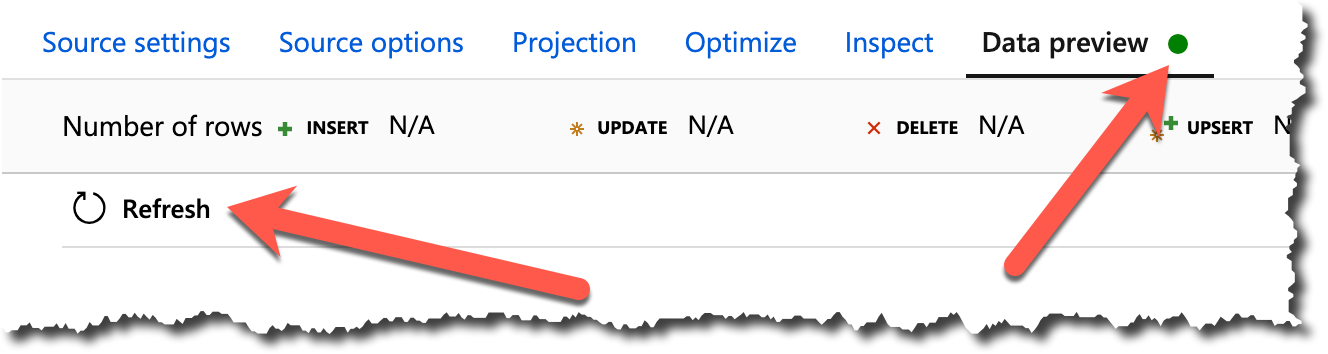 Source settings Source options Projection Optimize Inspect Data preview
Number of rows INSERT N/A UPDATE N/A DELETE N/A UPSERT
Refresh